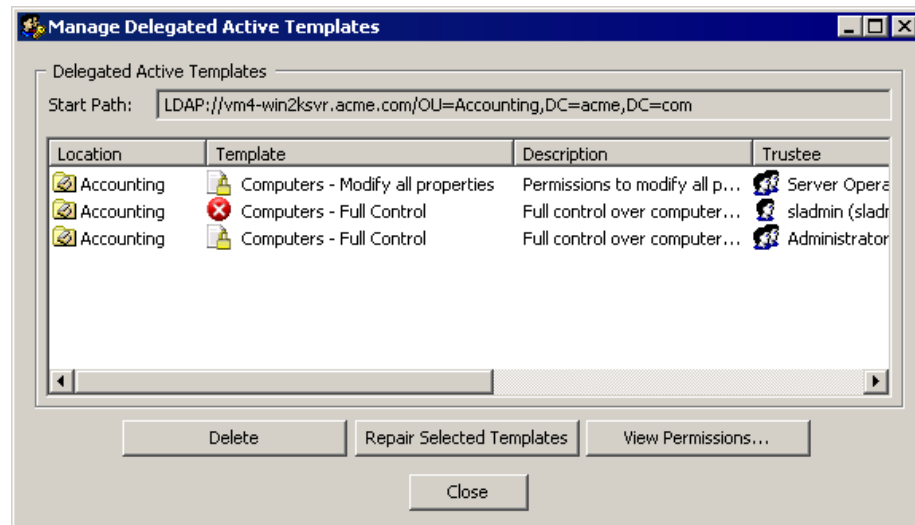 Manage Delegated Active Templates
Delegated Active Templates
Start Path: LDAP://vm4-win2ksvr.acme.com/OU=Accounting,DC=acme,DC=com
Location Template Description Trustee
Accounting Computers - Modify all properties Permissions to modify all p... Server Opera
Accounting Computers - Full Control Full control over computer... sladmin (sladr
Accounting Computers - Full Control Full control over computer... Administrator
Delete Repair Selected Templates View Permissions...
Close